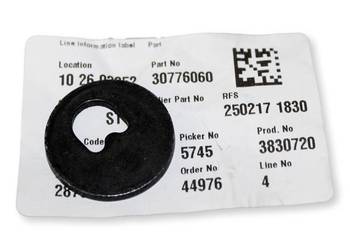 Line information label Part
Location Part No
10 26 30776060
Part No RFS
250217 1830
Code Picker No Prod. No
5745 3830720
Order No Line No
44976 4